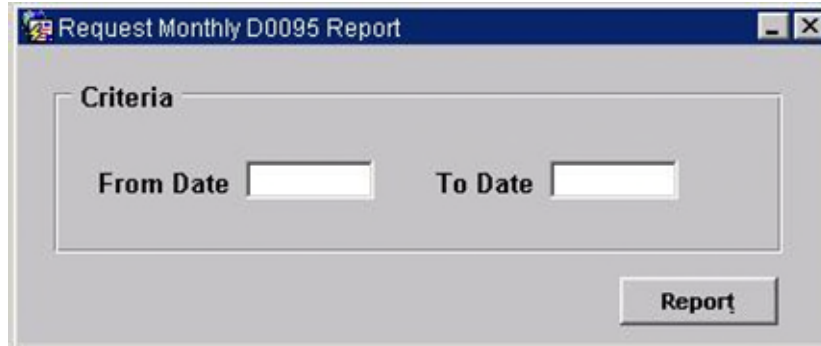 Request Monthly D0095 Report
Criteria
From Date To Date
Report